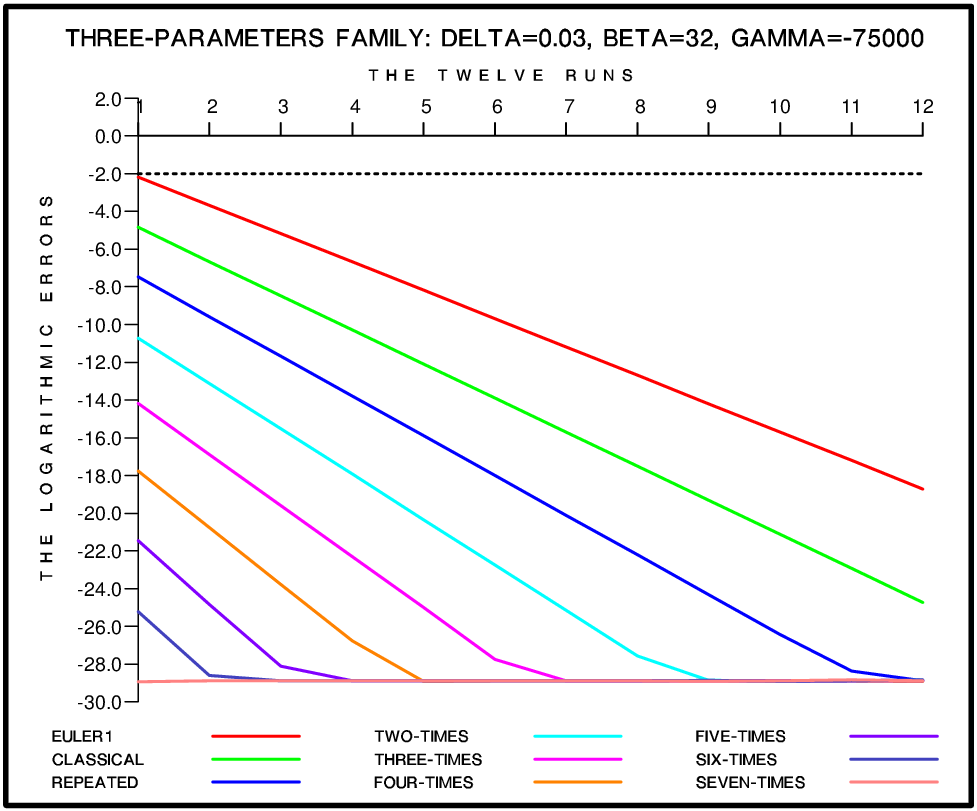 THREE-PARAMETERS FAMILY: DELTA=0.03, BETA=32, GAMMA=-75000
THE TWELVE RUNS
1 2 3 4 5 6 7 8 9 10 11 12
2.0
0.0
-2.0
-4.0
-6.0
-8.0
-10.0
-12.0
-14.0
-16.0
-18.0
-20.0
-22.0
-24.0
-26.0
-28.0
-30.0
THE LOGARITHMIC ERRORS
EULER1 TWO-TIMES FIVE-TIMES
CLASSICAL THREE-TIMES SIX-TIMES
REPEATED FOUR-TIMES SEVEN-TIMES